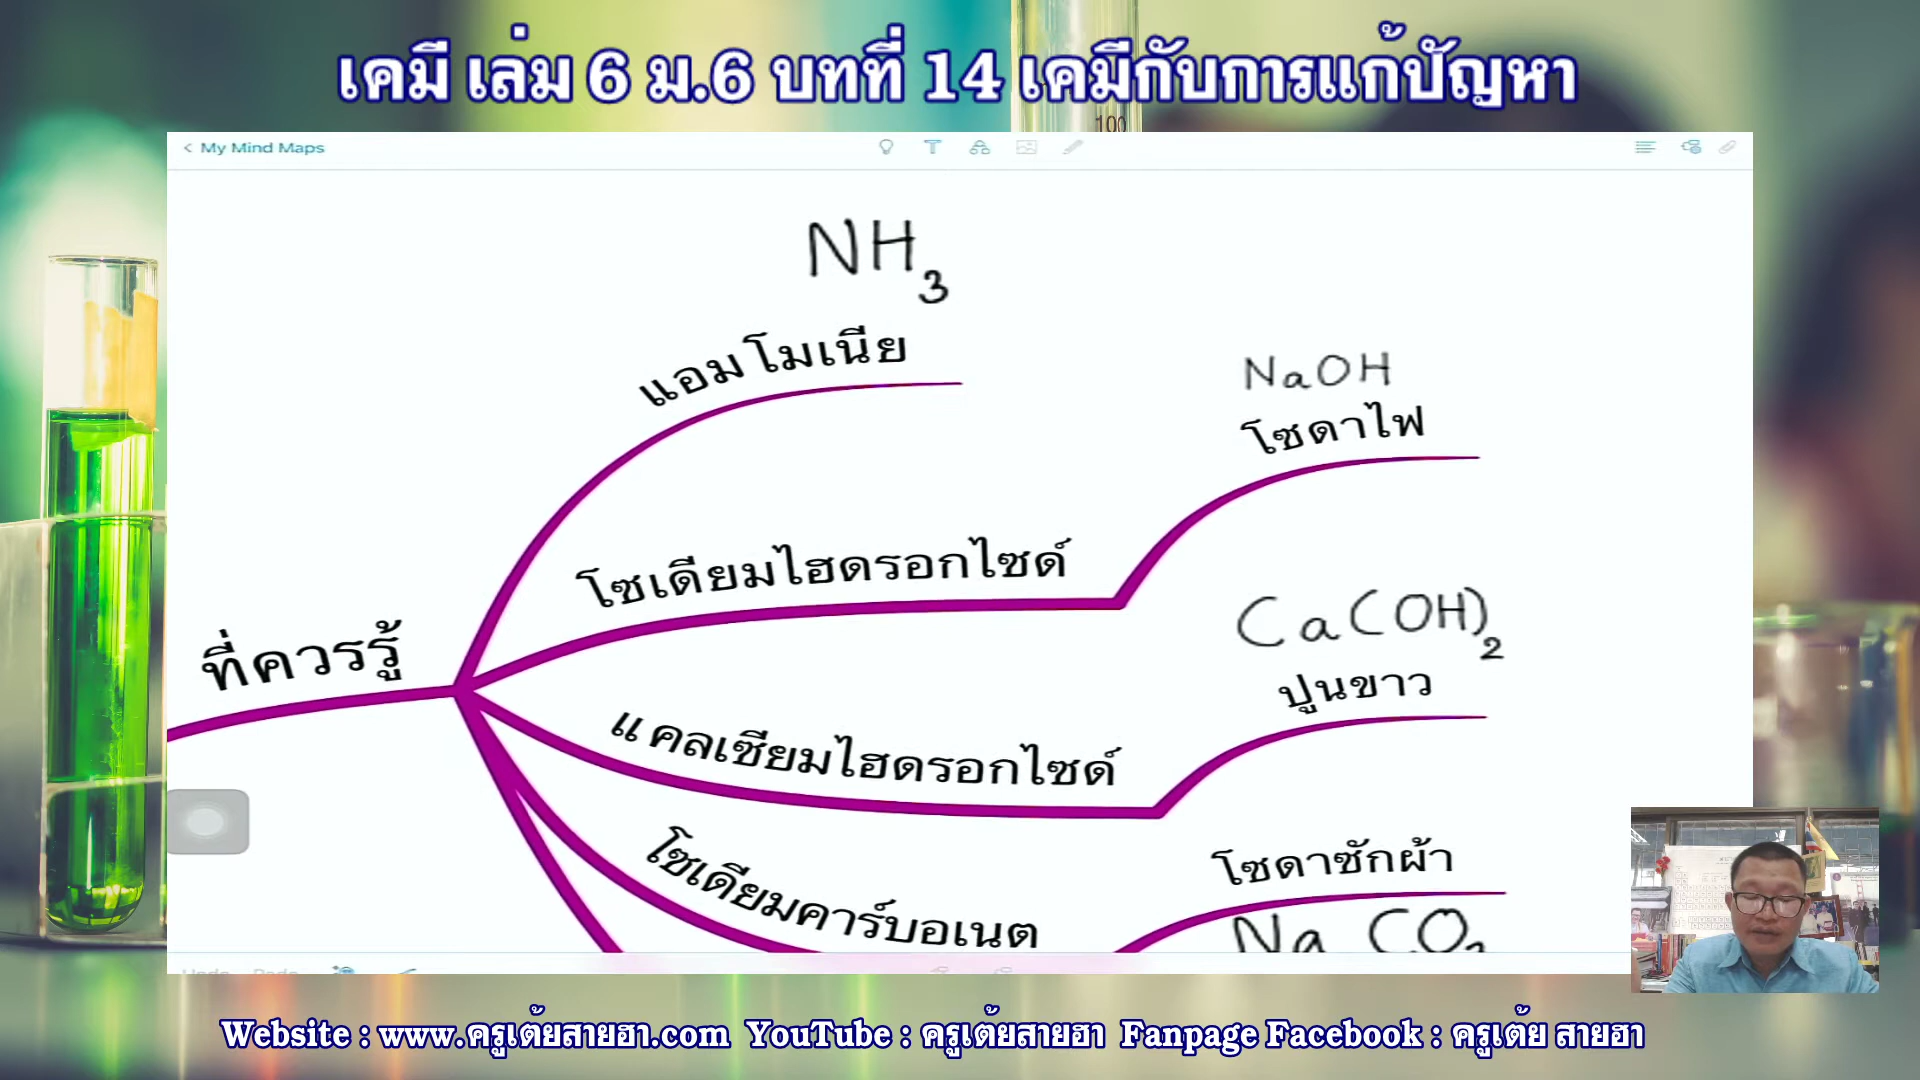 เคมี เล่ม 6 ม.6 บทที่ 14 เคมีกับการแก้ปัญหา
100
< My Mind Maps
NH3
แอมโมเนีย
NaOH
โซดาไฟ
โซเดียมไฮดรอกไซด์
Ca(OH)2
ที่ควรรู้
ปูนขาว
แคลเซียมไฮดรอกไซด์
โซดาซักผ้า
โซเดียมคาร์บอเนต
Na CO
Website : www.ครูเต้ยสายฮา.com YouTube : ครูเต้ยสายฮา Fanpage Facebook : ครูเต้ย สายฮา